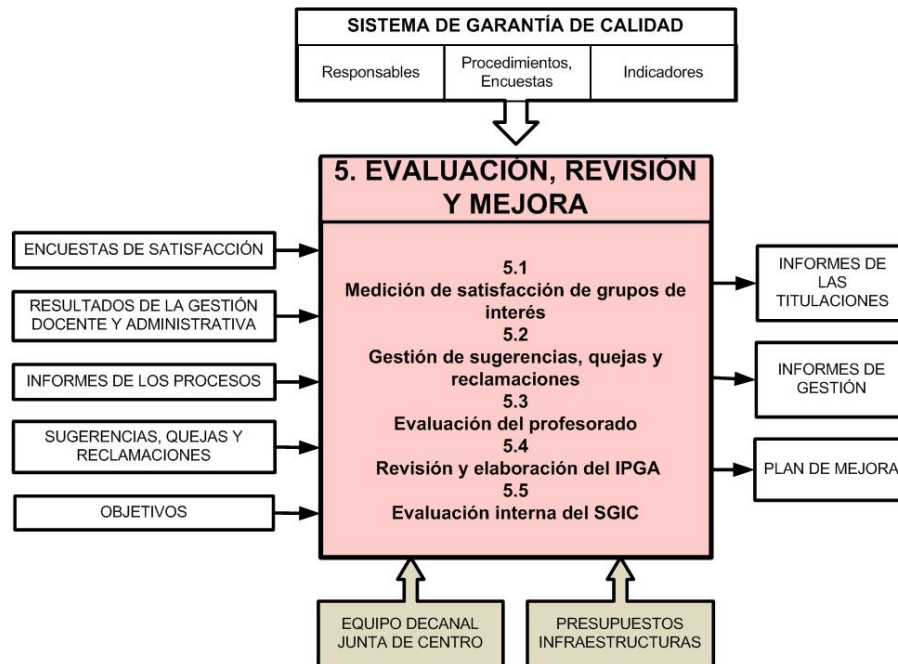 SISTEMA DE GARANTÍA DE CALIDAD
Responsables
Procedimientos,
Encuestas
Indicadores
5. EVALUACIÓN, REVISIÓN
Y MEJORA
ENCUESTAS DE SATISFACCIÓN
RESULTADOS DE LA GESTIÓN
DOCENTE Y ADMINISTRATIVA
INFORMES DE LOS PROCESOS
SUGERENCIAS, QUEJAS Y
RECLAMACIONES
OBJETIVOS
5.1
Medición de satisfacción de grupos de
interés
5.2
Gestión de sugerencias, quejas y
reclamaciones
5.3
Evaluación del profesorado
5.4
Revisión y elaboración del IPGA
5.5
Evaluación interna del SGIC
INFORMES DE
LAS
TITULACIONES
INFORMES DE
GESTIÓN
PLAN DE MEJORA
EQUIPO DECANAL
JUNTA DE CENTRO
PRESUPUESTOS
INFRAESTRUCTURAS